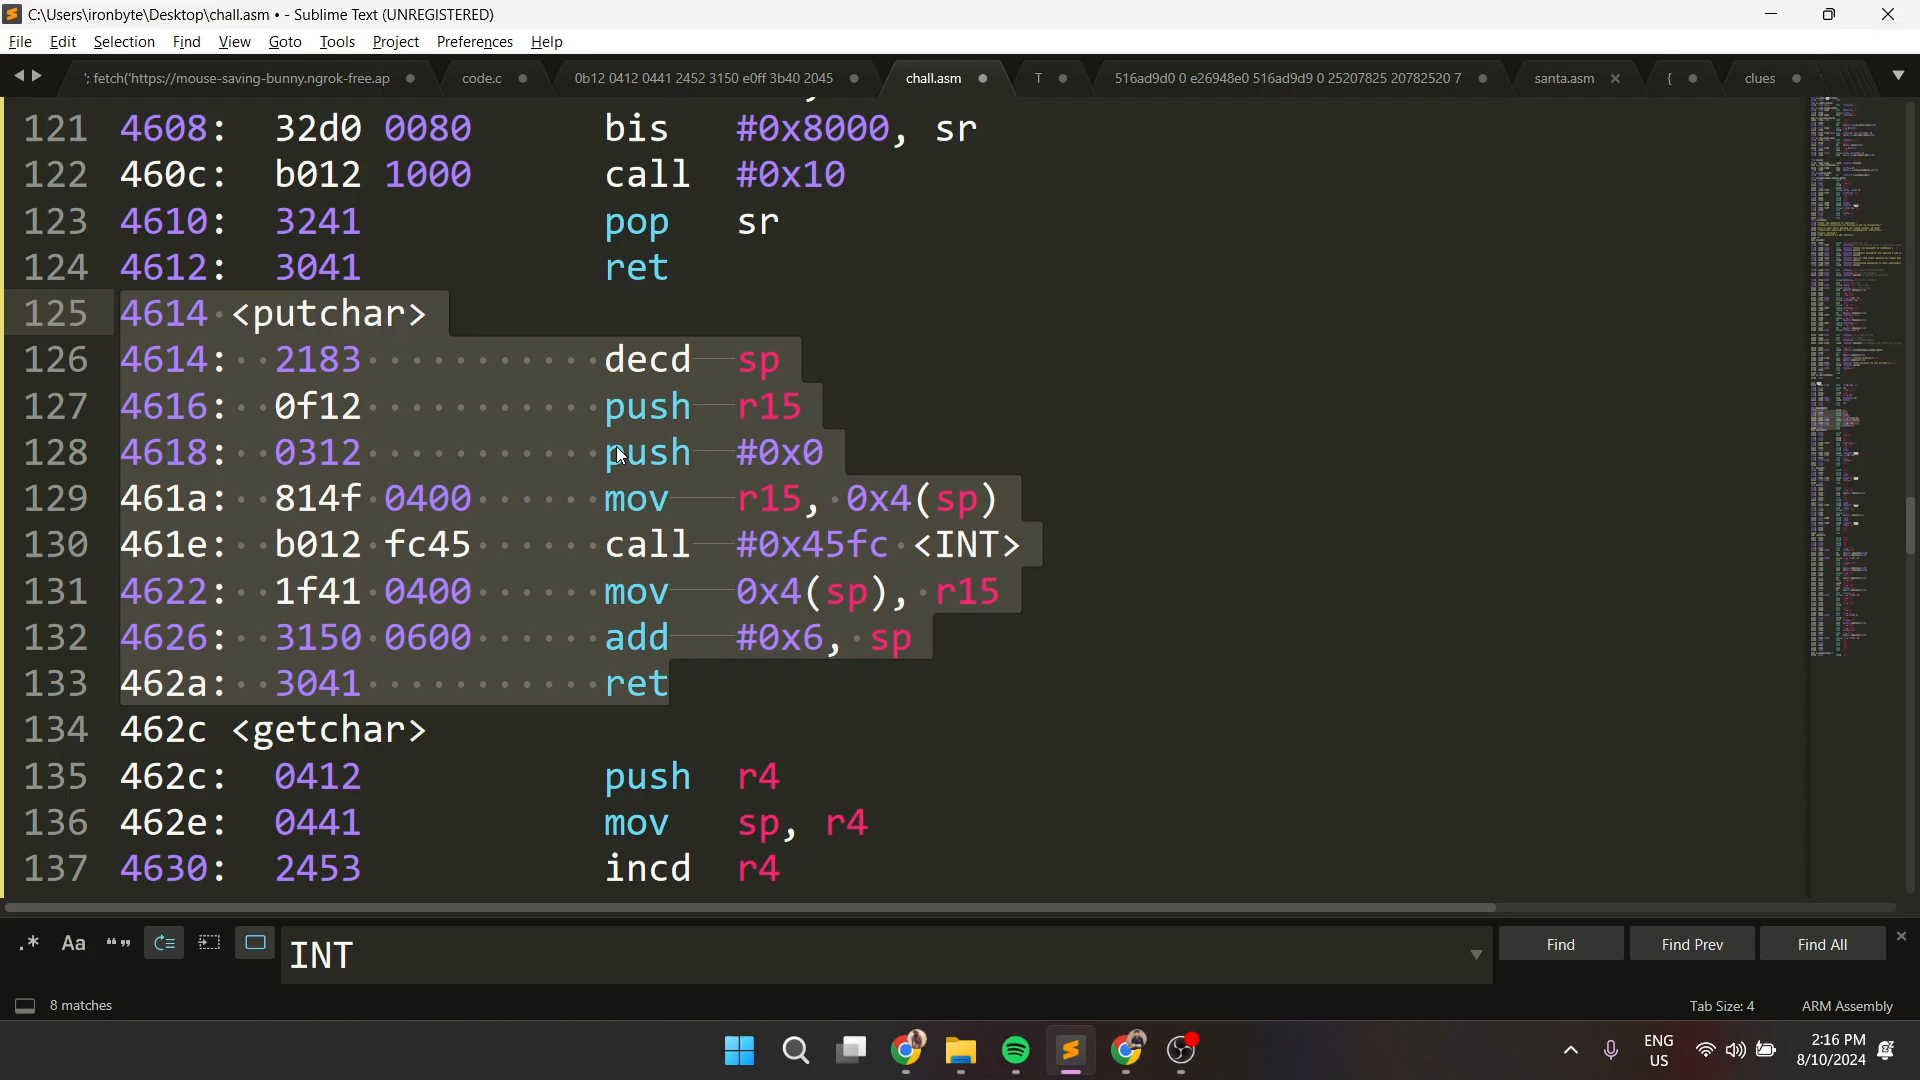 C:\Users\ironbyte\Desktop\chall.asm • - Sublime Text (UNREGISTERED)
File Edit Selection Find View Goto Tools Project Preferences Help
'; fetch('https://mouse-saving-bunny.ngrok-free.ap code.c 0b12 0412 0441 2452 3150 e0ff 3b40 2045 chall.asm T 516ad9d0 0 e26948e0 516ad9d9 0 25207825 20782520 7 santa.asm { clues
121 4608: 32d0 0080 bis #0x8000, sr
122 460c: b012 1000 call #0x10
123 4610: 3241 pop sr
124 4612: 3041 ret
125 4614 <putchar>
126 4614: 2183 decd sp
127 4616: 0f12 push r15
128 4618: 0312 push #0x0
129 461a: 814f 0400 mov r15, 0x4(sp)
130 461e: b012 fc45 call #0x45fc <INT>
131 4622: 1f41 0400 mov 0x4(sp), r15
132 4626: 3150 0600 add #0x6, sp
133 462a: 3041 ret
134 462c <getchar>
135 462c: 0412 push r4
136 462e: 0441 mov sp, r4
137 4630: 2453 incd r4
.* Aa “” INT Find Find Prev Find All
8 matches Tab Size: 4 ARM Assembly
ENG US 2:16 PM 8/10/2024